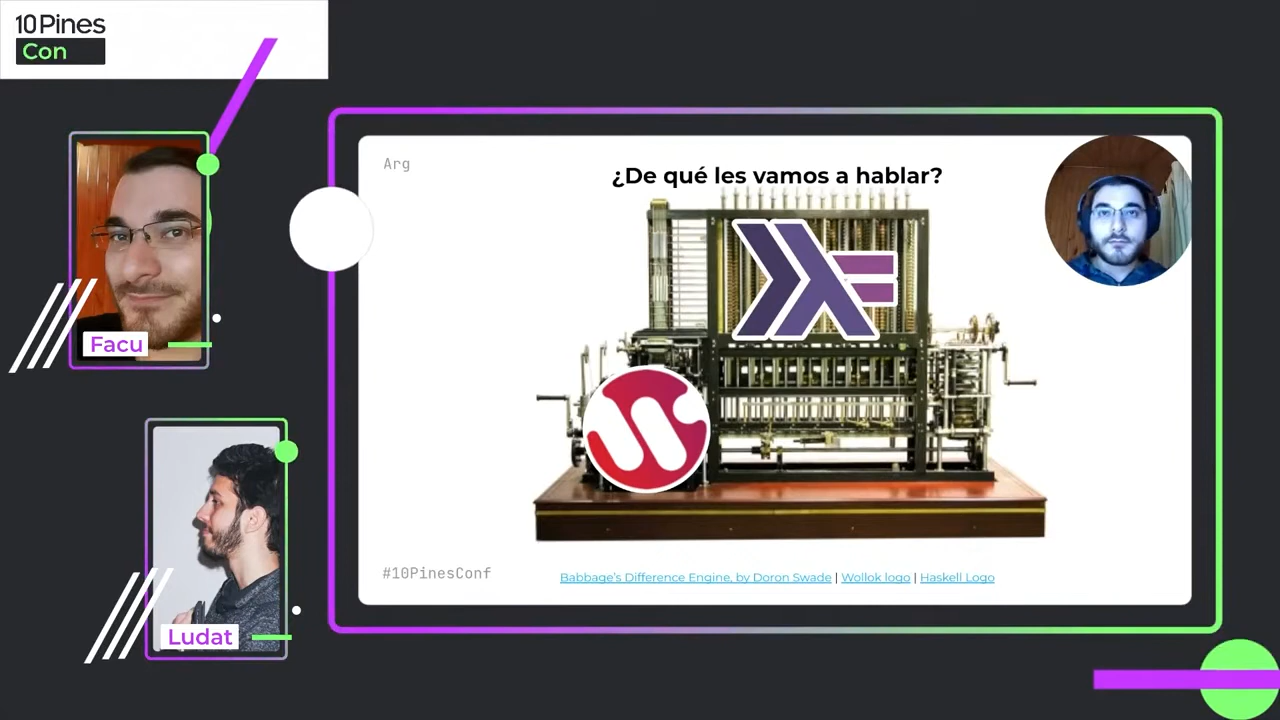 10Pines
Con
Facu
Ludat
Arg
¿De qué les vamos a hablar?
#10PinesConf
Babbage's Difference Engine, by Doron Swade | Wollok logo | Haskell Logo